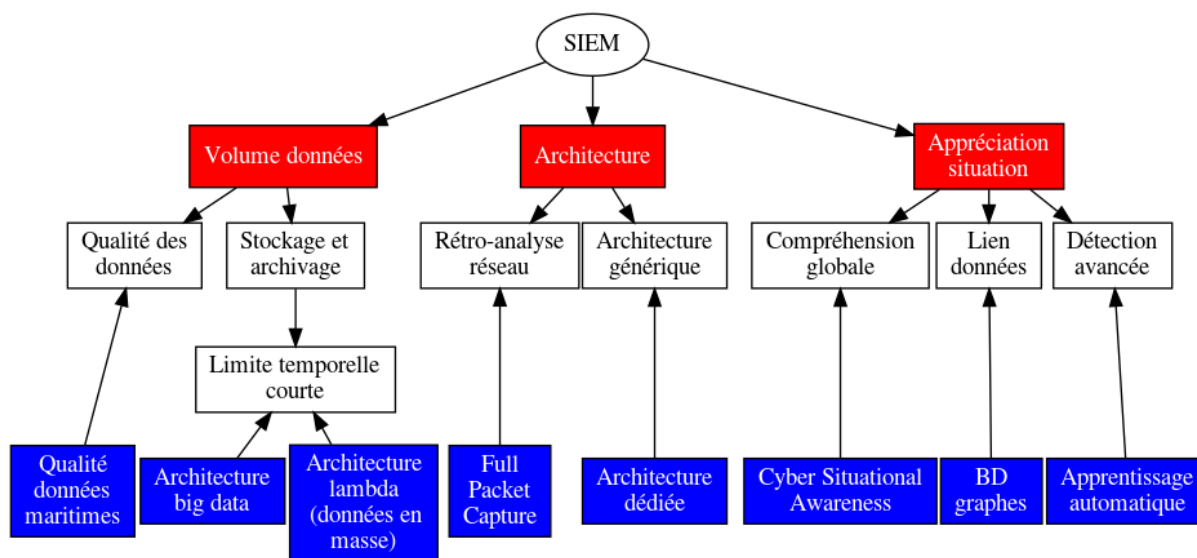 SIEM
Volume données
Architecture
Appréciation
situation
Qualité des
données
Stockage et
archivage
Rétro-analyse
réseau
Architecture
générique
Compréhension
globale
Lien
données
Détection
avancée
Limite temporelle
courte
Qualité
données
maritimes
Architecture
big data
Architecture
lambda
(données en
masse)
Full
Packet
Capture
Architecture
dédiée
Cyber Situational
Awareness
BD
graphes
Apprentissage
automatique